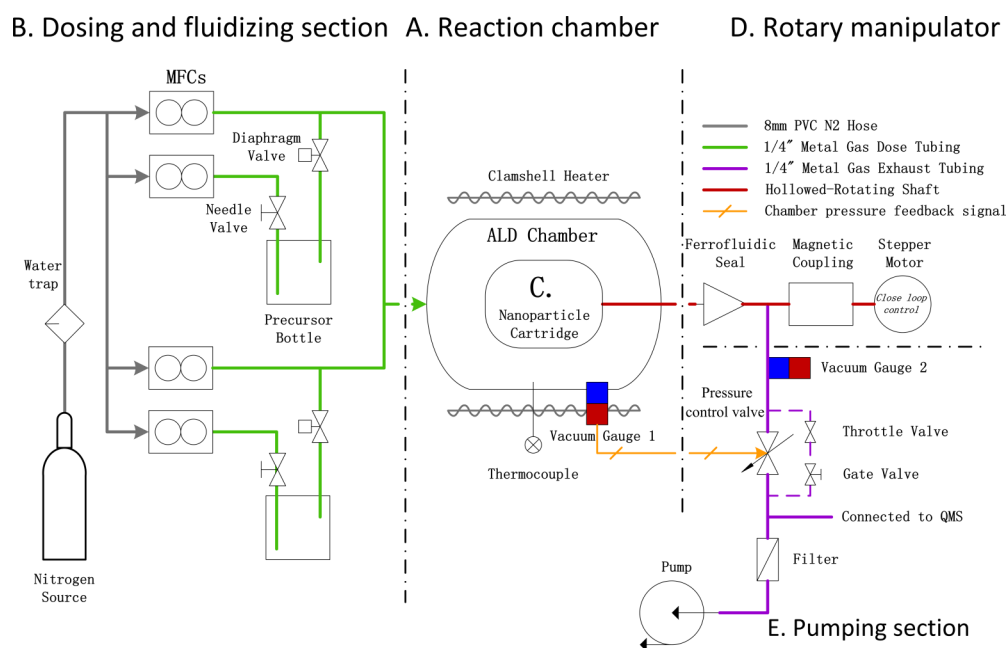 B. Dosing and fluidizing section
A. Reaction chamber
D. Rotary manipulator
MFCs
Diaphragm
Valve
Needle
Valve
Water
trap
Precursor
Bottle
Nitrogen
Source
Clamshell Heater
ALD Chamber
C.
Nanoparticle
Cartridge
Vacuum Gauge 1
Thermocouple
8mm PVC N2 Hose
1/4" Metal Gas Dose Tubing
1/4" Metal Gas Exhaust Tubing
Hollowed-Rotating Shaft
Chamber pressure feedback signal
Ferrofluidic
Seal
Magnetic
Coupling
Stepper
Motor
Close loop
control
Vacuum Gauge 2
Pressure
control valve
Throttle Valve
Gate Valve
Connected to QMS
Filter
Pump
E. Pumping section